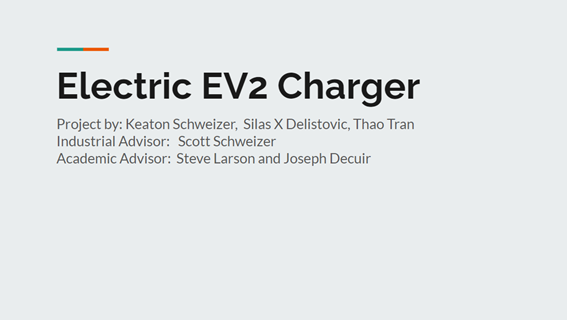 Electric EV2 Charger
Project by: Keaton Schweizer,  Silas X Delistovic, Thao Tran
Industrial Advisor:  Scott Schweizer
Academic Advisor:  Steve Larson and Joseph Decuir